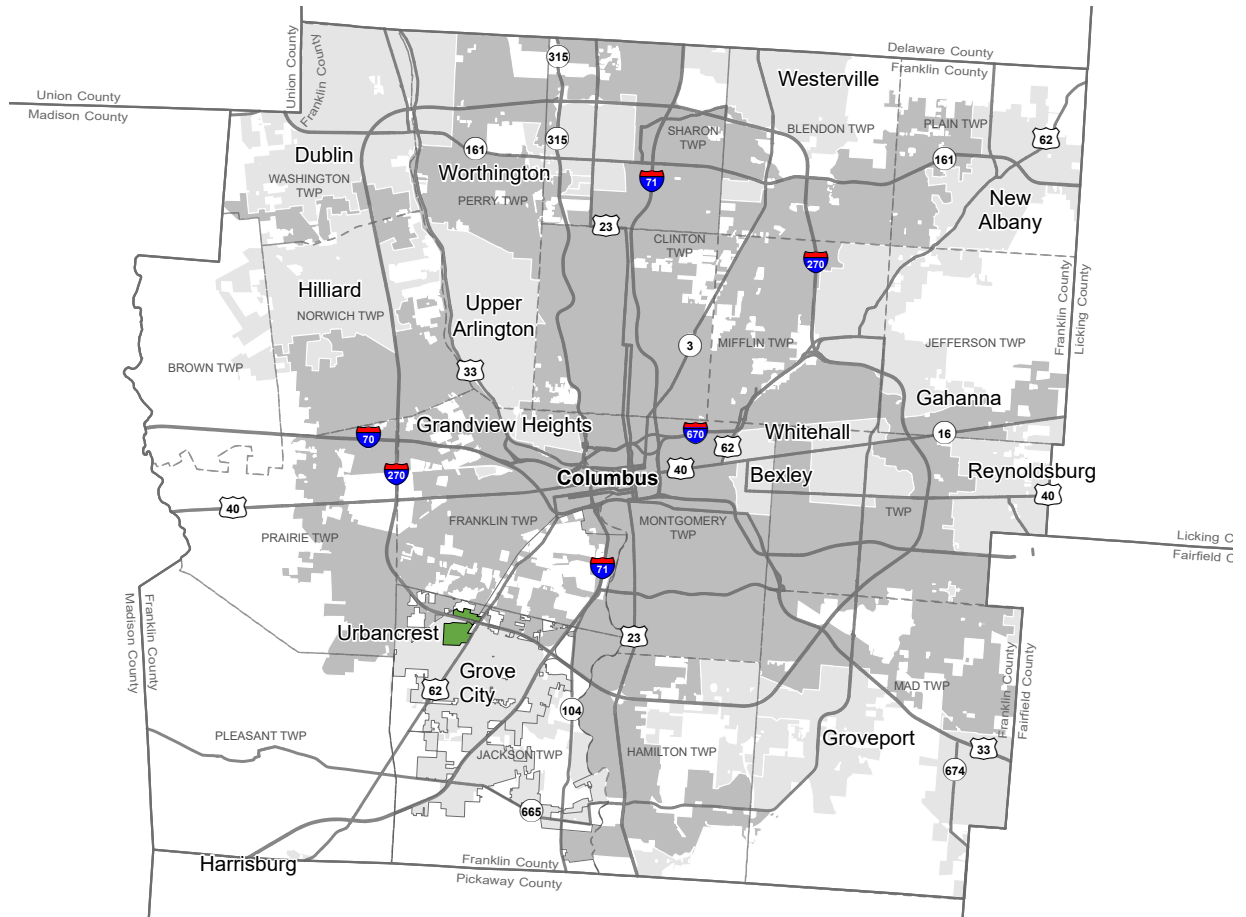 Delaware County
Franklin County
Union County
Franklin County
Union County
Madison County
315
Westerville
62
315
SHARON
TWP
BLENDON TWP
PLAIN TWP
161
161
Dublin
WASHINGTON
TWP
Worthington
PERRY TWP
71
New
Albany
23
CLINTON
TWP
270
Hilliard
NORWICH TWP
Upper
Arlington
Franklin County
Licking County
3
MIFFLIN TWP
JEFFERSON TWP
BROWN TWP
33
Gahanna
Grandview Heights
70
670
62
Whitehall
16
270
Columbus
40
Bexley
Reynoldsburg
40
40
FRANKLIN TWP
MONTGOMERY
TWP
TWP
PRAIRIE TWP
Licking C
Fairfield C
71
Franklin County
Madison County
Urbancrest
23
Franklin County
Fairfield County
Grove
City
62
MAD TWP
104
PLEASANT TWP
JACKSON TWP
HAMILTON TWP
Groveport
33
674
665
Harrisburg
Franklin County
Pickaway County